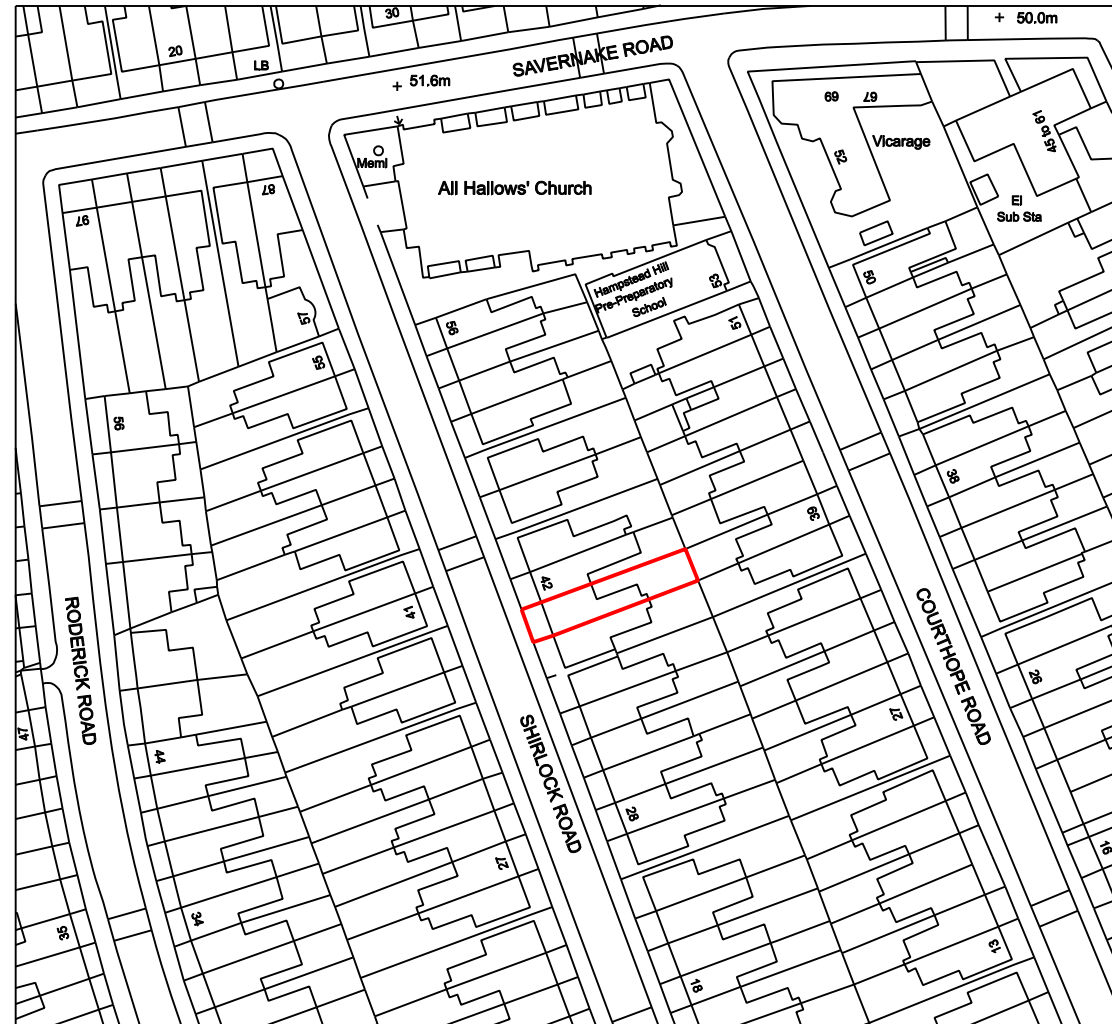 30
50.0m
20
SAVERNAKE ROAD
LB
51.6m
69
67
45 to 61
Vicarage
52
Meml
All Hallows' Church
87
El
Sub Sta
97
50
Hampstead Hill
Pre-Preparatory
School
53
57
56
51
55
56
38
39
42
41
RODERICK ROAD
COURTHOPE ROAD
26
27
47
44
SHIRLOCK ROAD
28
16
27
34
35
13
18